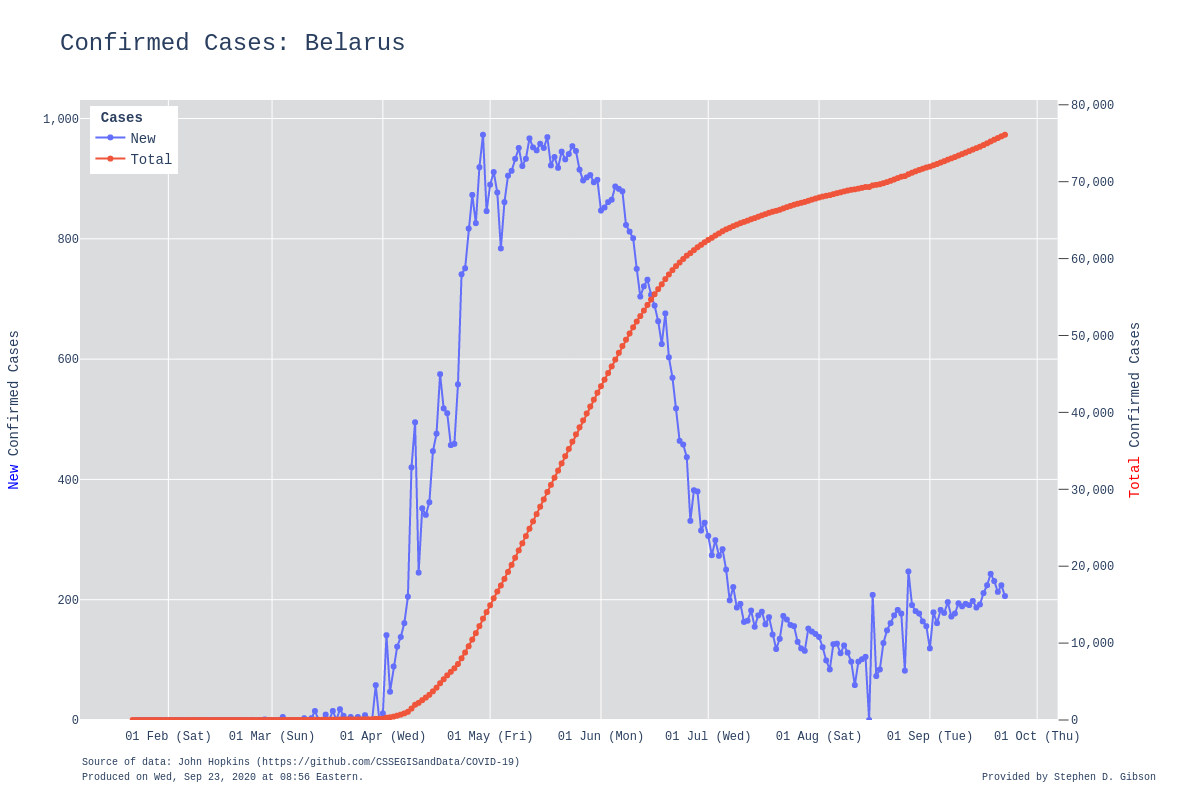 Confirmed Cases: Belarus
Cases
New
Total
1,000
800
600
400
200
0
80,000
70,000
60,000
50,000
40,000
30,000
20,000
10,000
0
New Confirmed Cases
Total Confirmed Cases
01 Feb (Sat) 01 Mar (Sun) 01 Apr (Wed) 01 May (Fri) 01 Jun (Mon) 01 Jul (Wed) 01 Aug (Sat) 01 Sep (Tue) 01 Oct (Thu)
Source of data: John Hopkins (https://github.com/CSSEGISandData/COVID-19)
Produced on Wed, Sep 23, 2020 at 08:56 Eastern.
Provided by Stephen D. Gibson